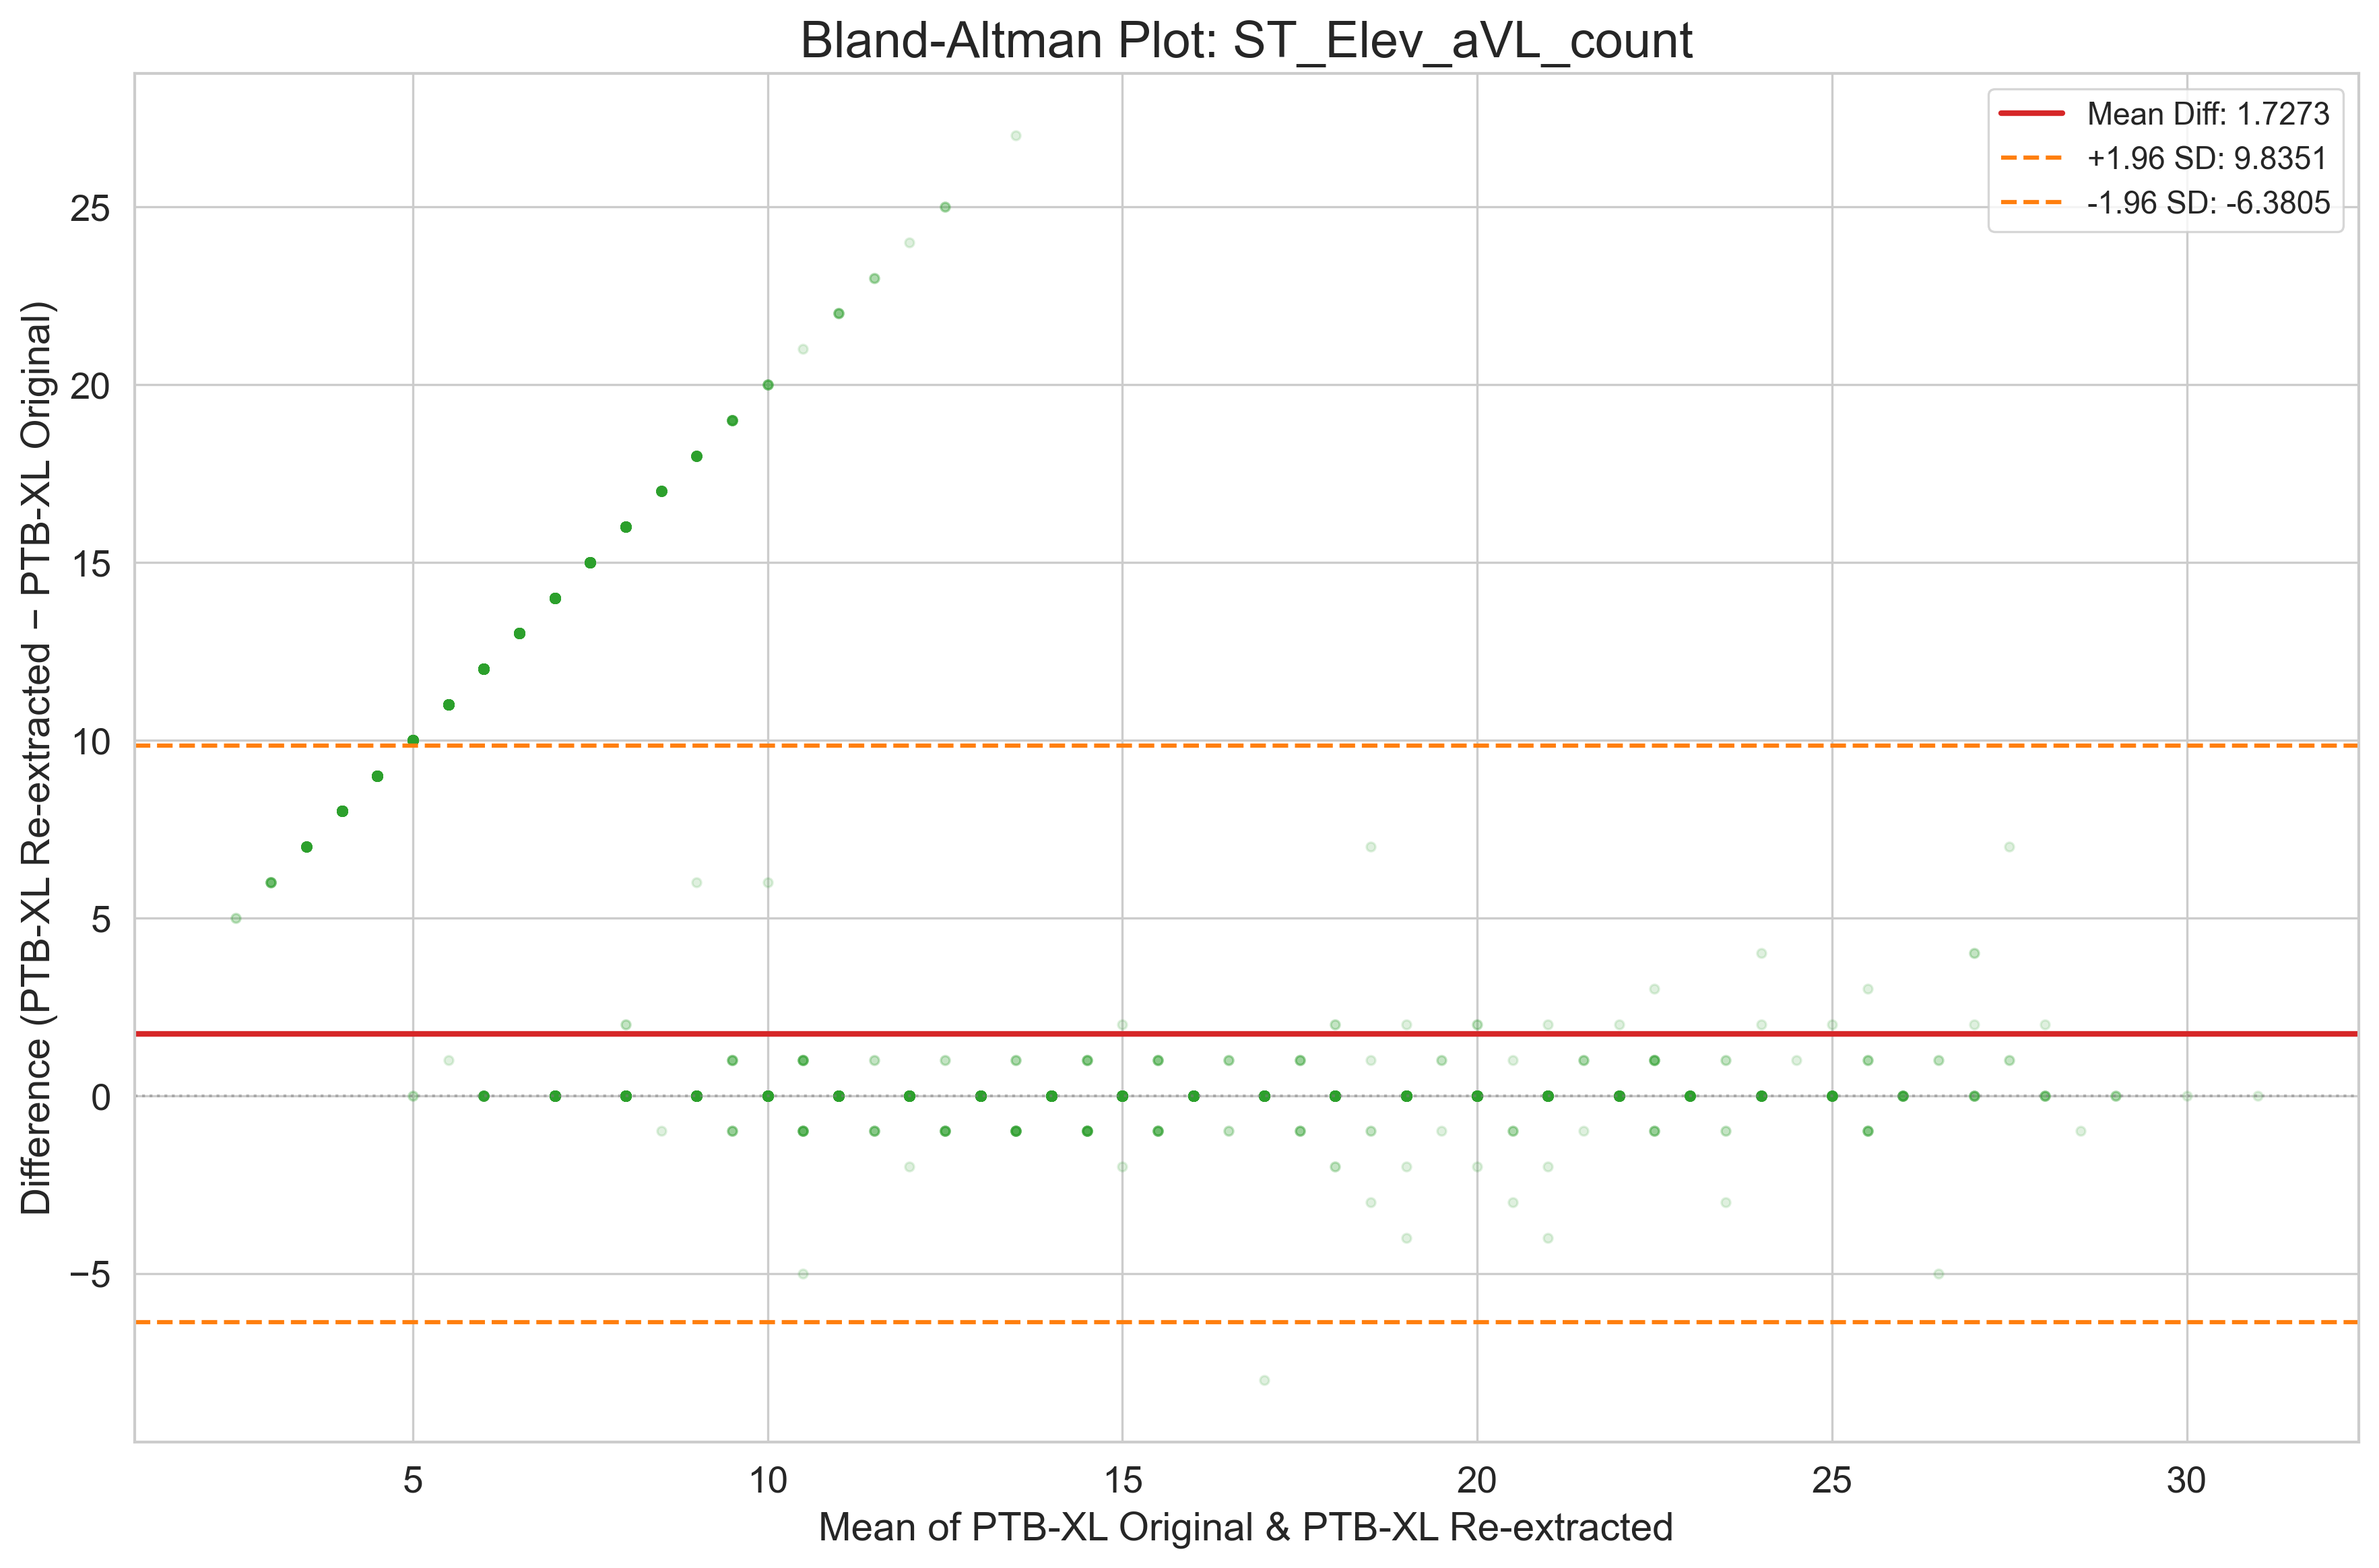 Bland-Altman Plot: ST_Elev_aVL_count
Mean Diff: 1.7273
+1.96 SD: 9.8351
-1.96 SD: -6.3805
Difference (PTB-XL Re-extracted − PTB-XL Original)
25
20
15
10
5
0
−5
5
10
15
20
25
30
Mean of PTB-XL Original & PTB-XL Re-extracted